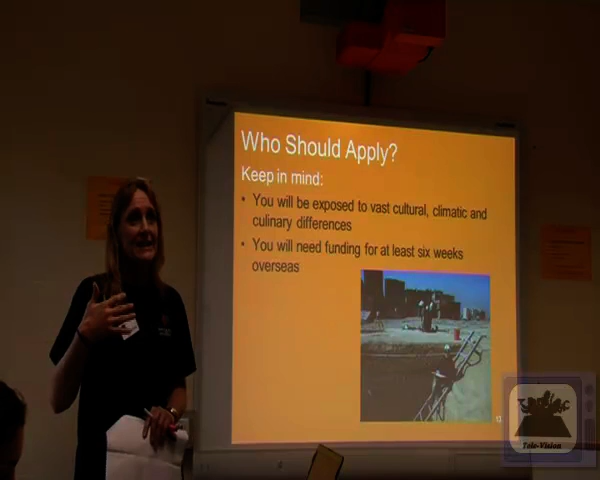 Who Should Apply?
Keep in mind:
• You will be exposed to vast cultural, climatic and
culinary differences
• You will need funding for at least six weeks
overseas
13
Tele-Vision